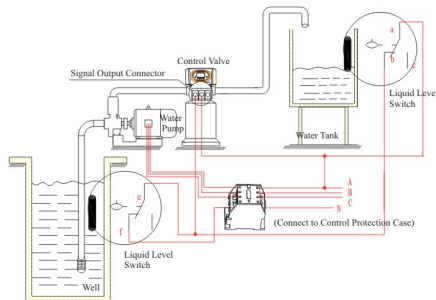 Control Valve
Signal Output Connector
a
b
c
Liquid Leve
Switch
Water
Pump
Water Tank
A
B
C
N
(Connect to Control Protection Case)
e
f
Liquid Level
Switch
Well